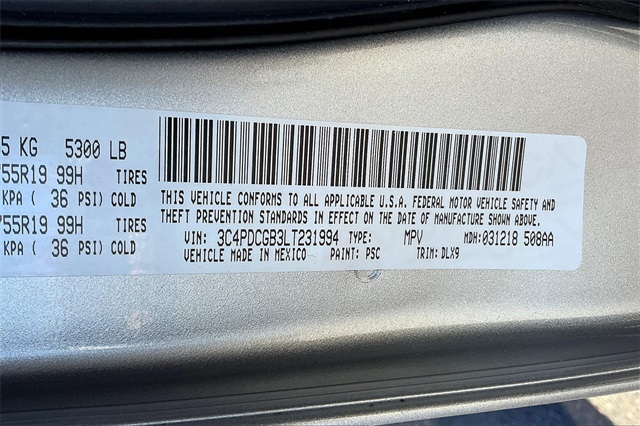 5 KG 5300 LB
55R19 99H TIRES
KPA ( 36 PSI) COLD
55R19 99H TIRES
KPA ( 36 PSI) COLD
THIS VEHICLE CONFORMS TO ALL APPLICABLE U.S.A. FEDERAL MOTOR VEHICLE SAFETY AND
THEFT PREVENTION STANDARDS IN EFFECT ON THE DATE OF MANUFACTURE SHOWN ABOVE.
VIN: 3C4PDCGB3LT231994 TYPE: MPV MDH:031218 508AA
VEHICLE MADE IN MEXICO PAINT: PSC TRIM: DLX9